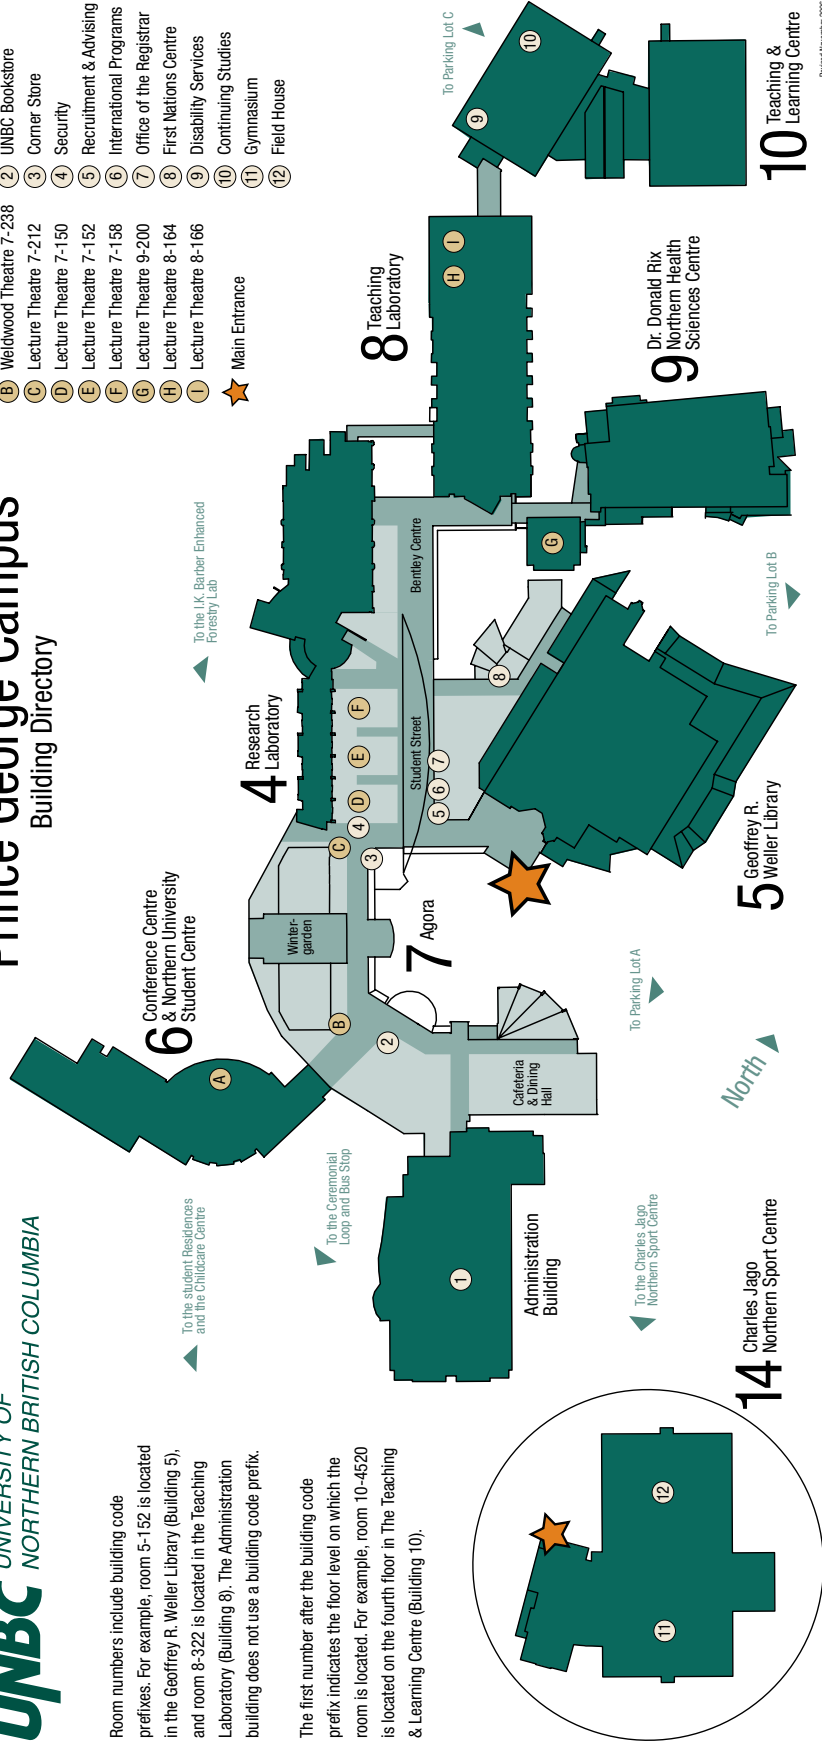 UNBC
UNIVERSITY OF
NORTHERN BRITISH COLUMBIA
Prince George Campus
Building Directory
B Weldwood Theatre 7-238
C Lecture Theatre 7-212
D Lecture Theatre 7-150
E Lecture Theatre 7-152
F Lecture Theatre 7-158
G Lecture Theatre 9-200
H Lecture Theatre 8-164
I Lecture Theatre 8-166
Main Entrance
2 UNBC Bookstore
3 Corner Store
4 Security
5 Recruitment & Advising
6 International Programs
7 Office of the Registrar
8 First Nations Centre
9 Disability Services
10 Continuing Studies
11 Gymnasium
12 Field House
Room numbers include building code
prefixes. For example, room 5-152 is located
in the Geoffrey R. Weller Library (Building 5),
and room 8-322 is located in the Teaching
Laboratory (Building 8). The Administration
building does not use a building code prefix.
The first number after the building code
prefix indicates the floor level on which the
room is located. For example, room 10-4520
is located on the fourth floor in The Teaching
& Learning Centre (Building 10).
To the student Residences
and the Childcare Centre
6 Conference Centre
& Northern University
Student Centre
A
To the I.K. Barber Enhanced
Forestry Lab
4 Research
Laboratory
To the Ceremonial
Loop and Bus Stop
Winter-
garden
B
C
2
3
4
D
E
F
7 Agora
Student Street
Bentley Centre
5
6
7
8
8 Teaching
Laboratory
H
I
To Parking Lot C
9
10
10 Teaching &
Learning Centre
1
Administration
Building
Cafeteria
& Dining
Hall
G
9 Dr. Donald Rix
Northern Health
Sciences Centre
5 Geoffrey R.
Weller Library
To Parking Lot A
To Parking Lot B
North
To the Charles Jago
Northern Sport Centre
14 Charles Jago
Northern Sport Centre
11
12